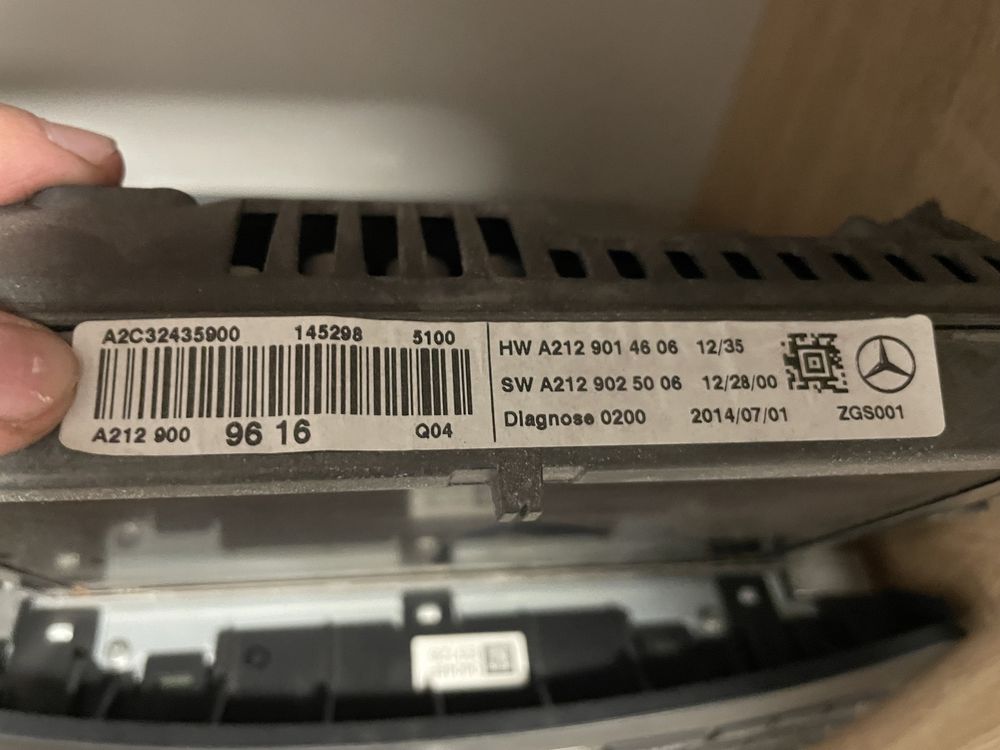 A2C32435900 145298 5100
A212 900 96 16 Q04
HW A212 901 46 06 12/35
SW A212 902 50 06 12/28/00
Diagnose 0200 2014/07/01 ZGS001